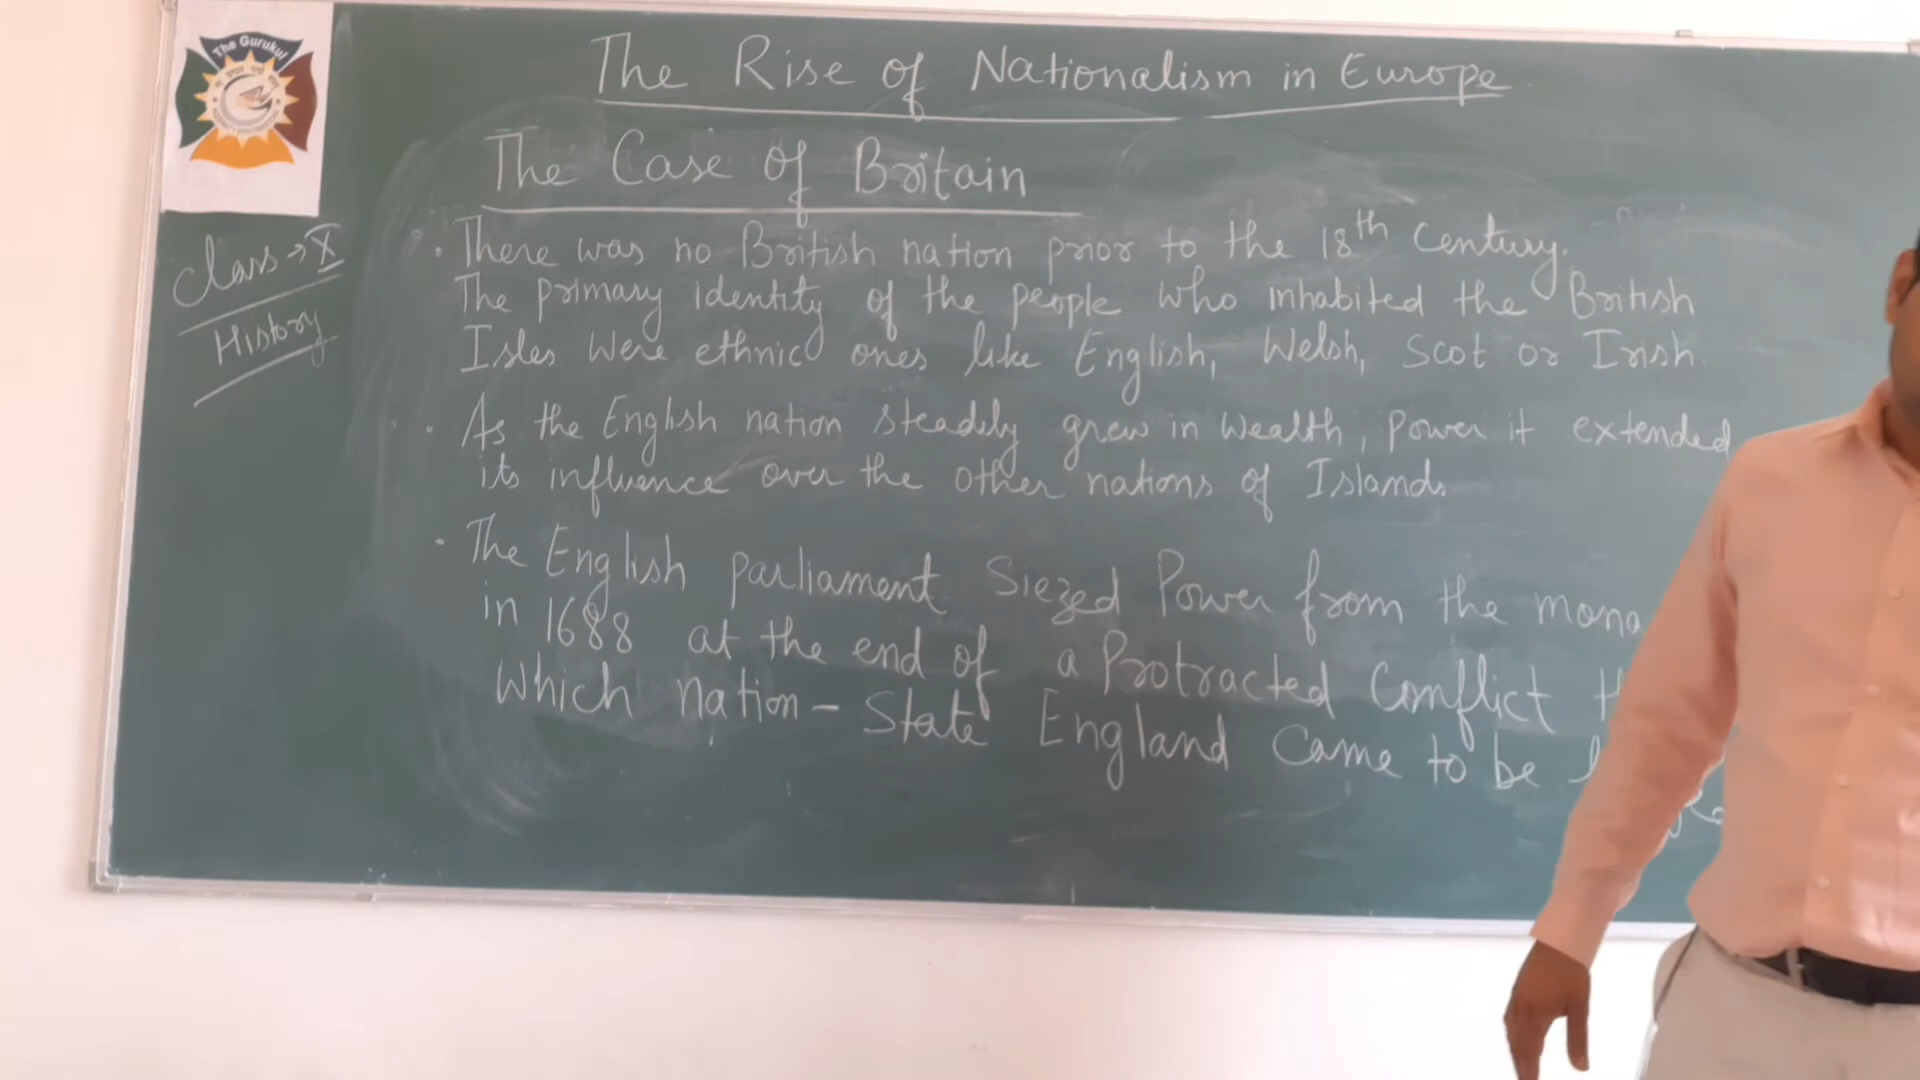 The Gurukul
The Rise of Nationalism in Europe
The Case of Britain
Class → X
History
· There was no British nation prior to the 18th Century.
The primary identity of the people who inhabited the British
Isles were ethnic ones like English, Welsh, Scot or Irish
· As the English nation steadily grew in wealth, power it extended
its influence over the other nations of Islands.
· The English parliament Siezed Power from the mona
in 1688 at the end of a Protracted Conflict
which nation - State England Came to be